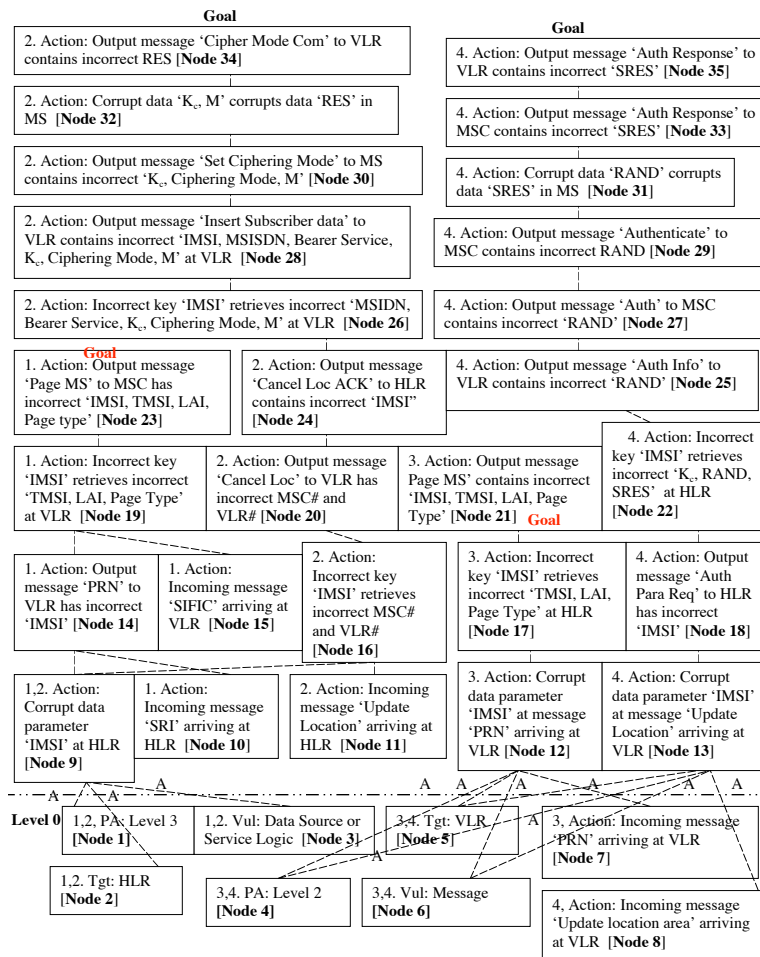 Goal
2. Action: Output message ‘Cipher Mode Com’ to VLR
contains incorrect RES [Node 34]
Goal
4. Action: Output message ‘Auth Response’ to
VLR contains incorrect ‘SRES’ [Node 35]
2. Action: Corrupt data ‘Kc, M’ corrupts data ‘RES’ in
MS [Node 32]
4. Action: Output message ‘Auth Response’ to
MSC contains incorrect ‘SRES’ [Node 33]
2. Action: Output message ‘Set Ciphering Mode’ to MS
contains incorrect ‘Kc, Ciphering Mode, M’ [Node 30]
4. Action: Corrupt data ‘RAND’ corrupts
data ‘SRES’ in MS [Node 31]
2. Action: Output message ‘Insert Subscriber data’ to
VLR contains incorrect ‘IMSI, MSISDN, Bearer Service,
Kc, Ciphering Mode, M’ at VLR [Node 28]
4. Action: Output message ‘Authenticate’ to
MSC contains incorrect RAND [Node 29]
2. Action: Incorrect key ‘IMSI’ retrieves incorrect ‘MSIDN,
Bearer Service, Kc, Ciphering Mode, M’ at VLR [Node 26]
4. Action: Output message ‘Auth’ to MSC
contains incorrect ‘RAND’ [Node 27]
Goal
1. Action: Output message
‘Page MS’ to MSC has
incorrect ‘IMSI, TMSI, LAI,
Page type’ [Node 23]
2. Action: Output message
‘Cancel Loc ACK’ to HLR
contains incorrect ‘IMSI”
[Node 24]
4. Action: Output message ‘Auth Info’ to
VLR contains incorrect ‘RAND’ [Node 25]
1. Action: Incorrect key
‘IMSI’ retrieves incorrect
‘TMSI, LAI, Page Type’
at VLR [Node 19]
2. Action: Output message
‘Cancel Loc’ to VLR has
incorrect MSC# and
VLR# [Node 20]
3. Action: Output message
Page MS’ contains incorrect
‘IMSI, TMSI, LAI, Page
Type’ [Node 21]
Goal
4. Action: Incorrect
key ‘IMSI’ retrieves
incorrect ‘Kc, RAND,
SRES’ at HLR
[Node 22]
1. Action: Output
message ‘PRN’ to
VLR has incorrect
‘IMSI’ [Node 14]
1. Action:
Incoming message
‘SIFIC’ arriving at
VLR [Node 15]
2. Action:
Incorrect key
‘IMSI’ retrieves
incorrect MSC#
and VLR#
[Node 16]
3. Action: Incorrect
key ‘IMSI’ retrieves
incorrect ‘TMSI, LAI,
Page Type’ at HLR
[Node 17]
4. Action: Output
message ‘Auth
Para Req’ to HLR
has incorrect
‘IMSI’ [Node 18]
1,2. Action:
Corrupt data
parameter
‘IMSI’ at HLR
[Node 9]
1. Action:
Incoming message
‘SRI’ arriving at
HLR [Node 10]
2. Action: Incoming
message ‘Update
Location’ arriving at
HLR [Node 11]
3. Action: Corrupt
data parameter
‘IMSI’ at message
‘PRN’ arriving at
VLR [Node 12]
4. Action: Corrupt
data parameter ‘IMSI’
at message ‘Update
Location’ arriving at
VLR [Node 13]
A A A A A A A A A
Level 0
1,2, PA: Level 3
[Node 1]
1,2. Vul: Data Source or
Service Logic [Node 3]
3,4. Tgt: VLR
[Node 5]
3, Action: Incoming message
‘PRN’ arriving at VLR
[Node 7]
1,2. Tgt: HLR
[Node 2]
3,4. PA: Level 2
[Node 4]
3,4. Vul: Message
[Node 6]
4, Action: Incoming message
‘Update location area’ arriving
at VLR [Node 8]